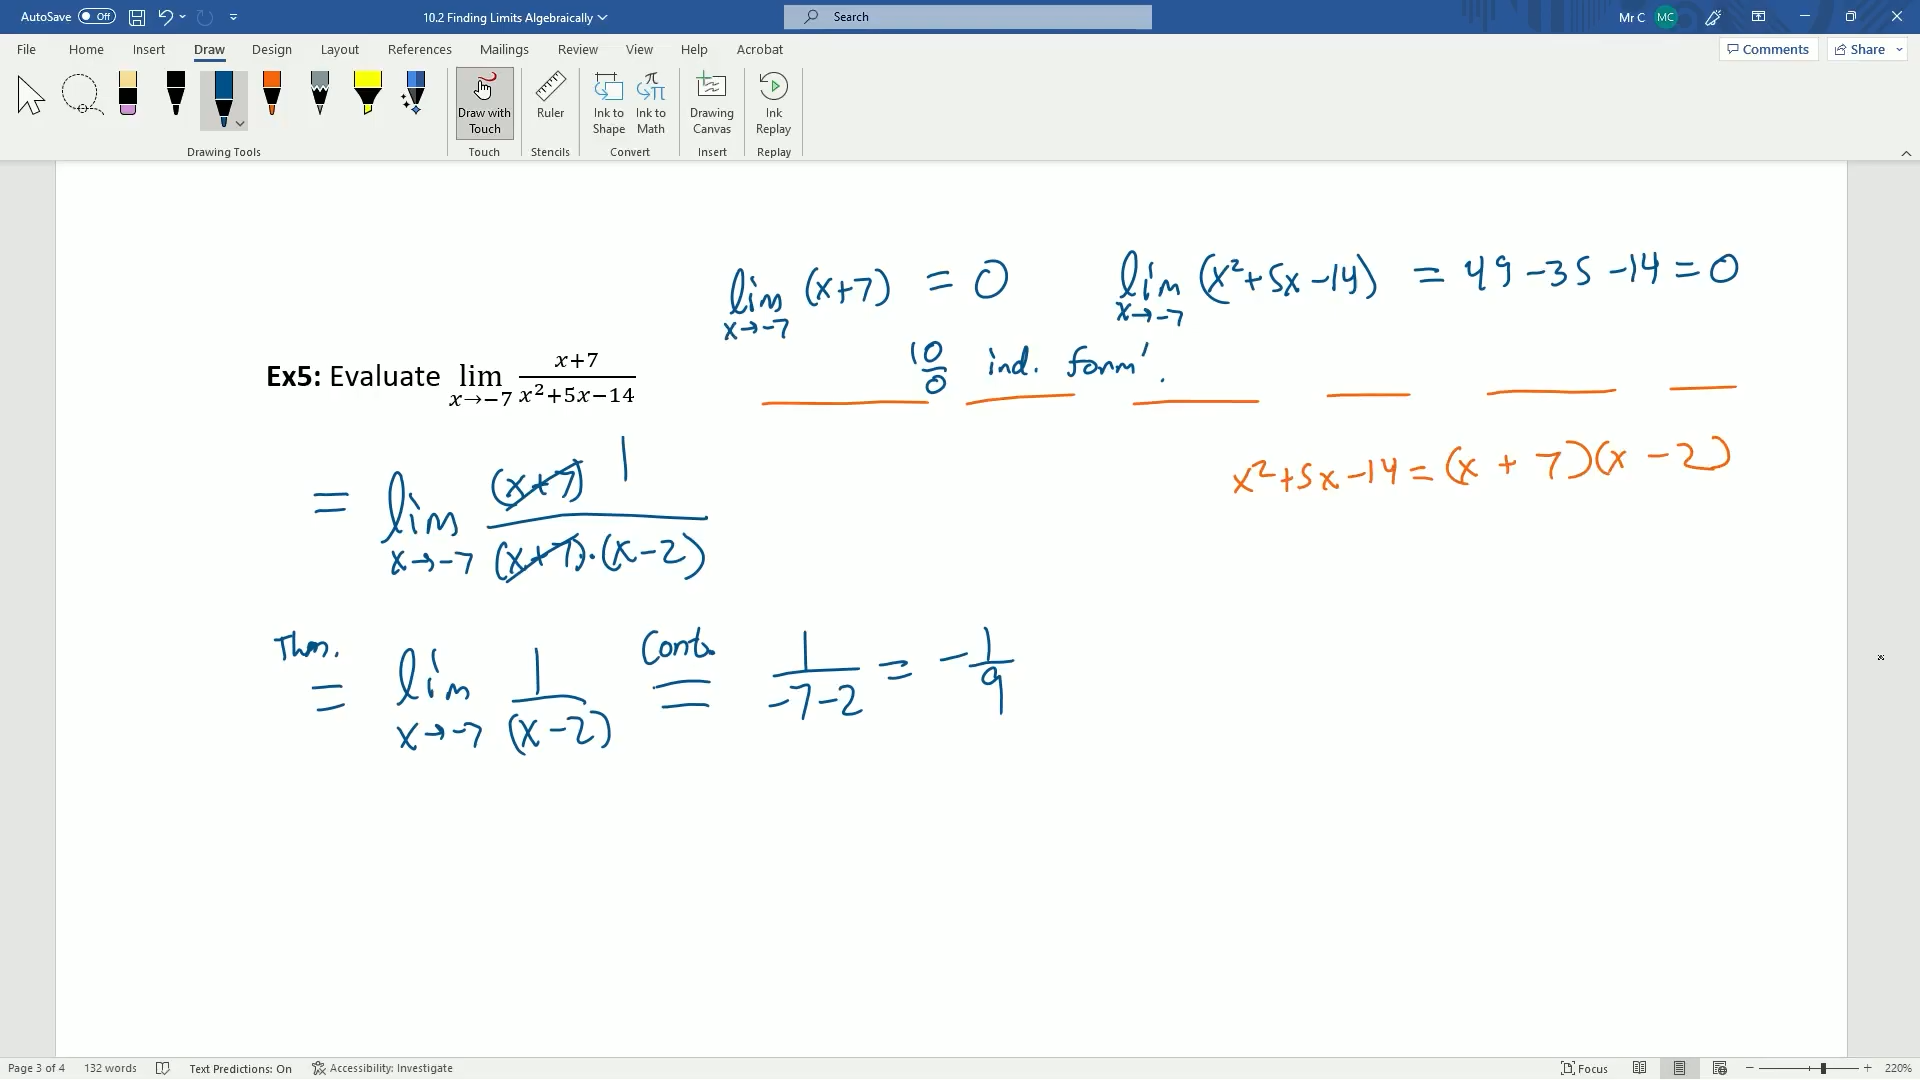 AutoSave Off 10.2 Finding Limits Algebraically Search Mr C MC
File Home Insert Draw Design Layout References Mailings Review View Help Acrobat Comments Share
Draw with Touch Ruler Ink to Shape Ink to Math Drawing Canvas Ink Replay
Drawing Tools Touch Stencils Convert Insert Replay
lim x→-7 (x+7) = 0 lim x→-7 (x²+5x-14) = 49-35-14=0
"0/0 ind. form".
Ex5: Evaluate lim x→−7 (x+7)/(x²+5x−14)
x²+5x-14=(x+7)(x-2)
= lim x→-7 (x+7) 1/(x+7)·(x-2)
Thm. = lim x→-7 1/(x-2) Cont. = 1/(-7-2) = -1/9
Page 3 of 4 132 words Text Predictions: On Accessibility: Investigate Focus 220%